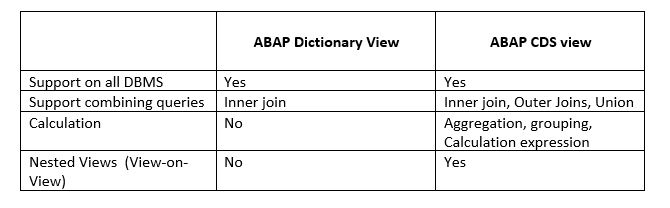 ABAP Dictionary View ABAP CDS view
Support on all DBMS Yes Yes
Support combining queries Inner join Inner join, Outer Joins, Union
Calculation No Aggregation, grouping,
Calculation expression
Nested Views (View-on- No Yes
View)